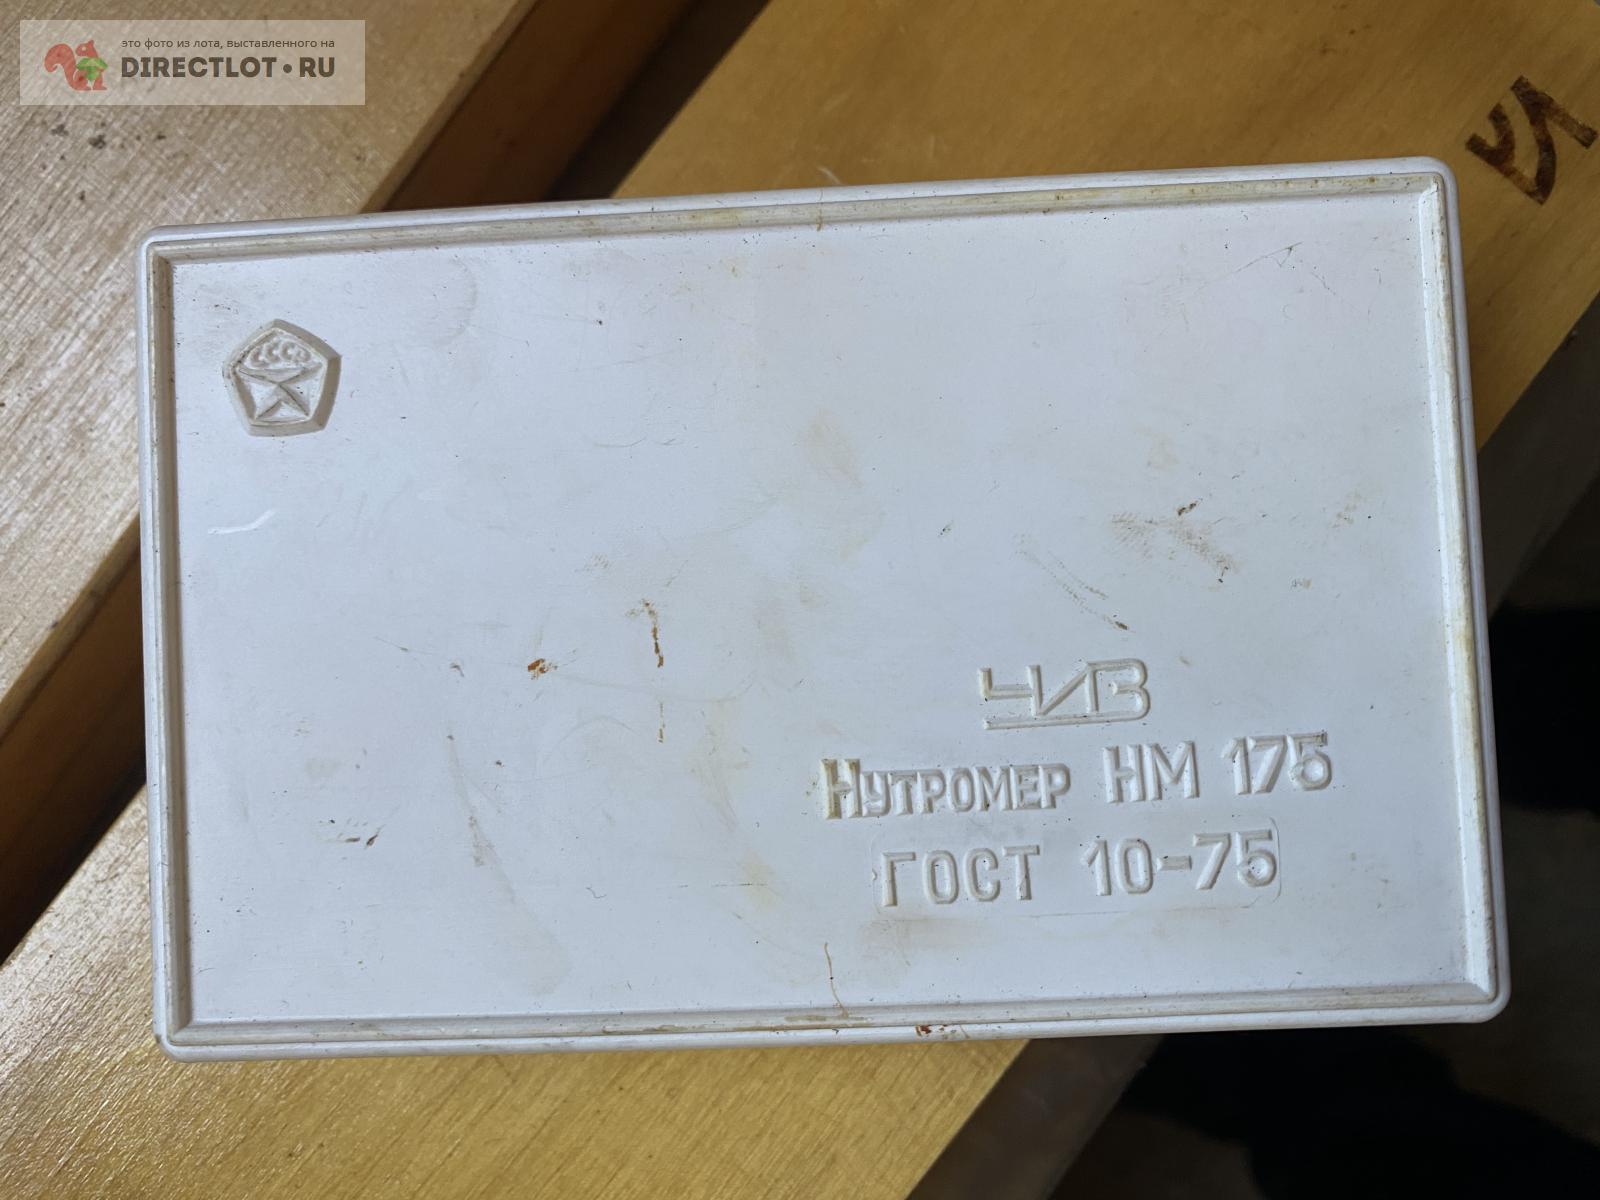 это фото из лота, выставленного на
DIRECTLOT.RU
СССР
ЧИЗ
Нутромер НМ 175
ГОСТ 10-75